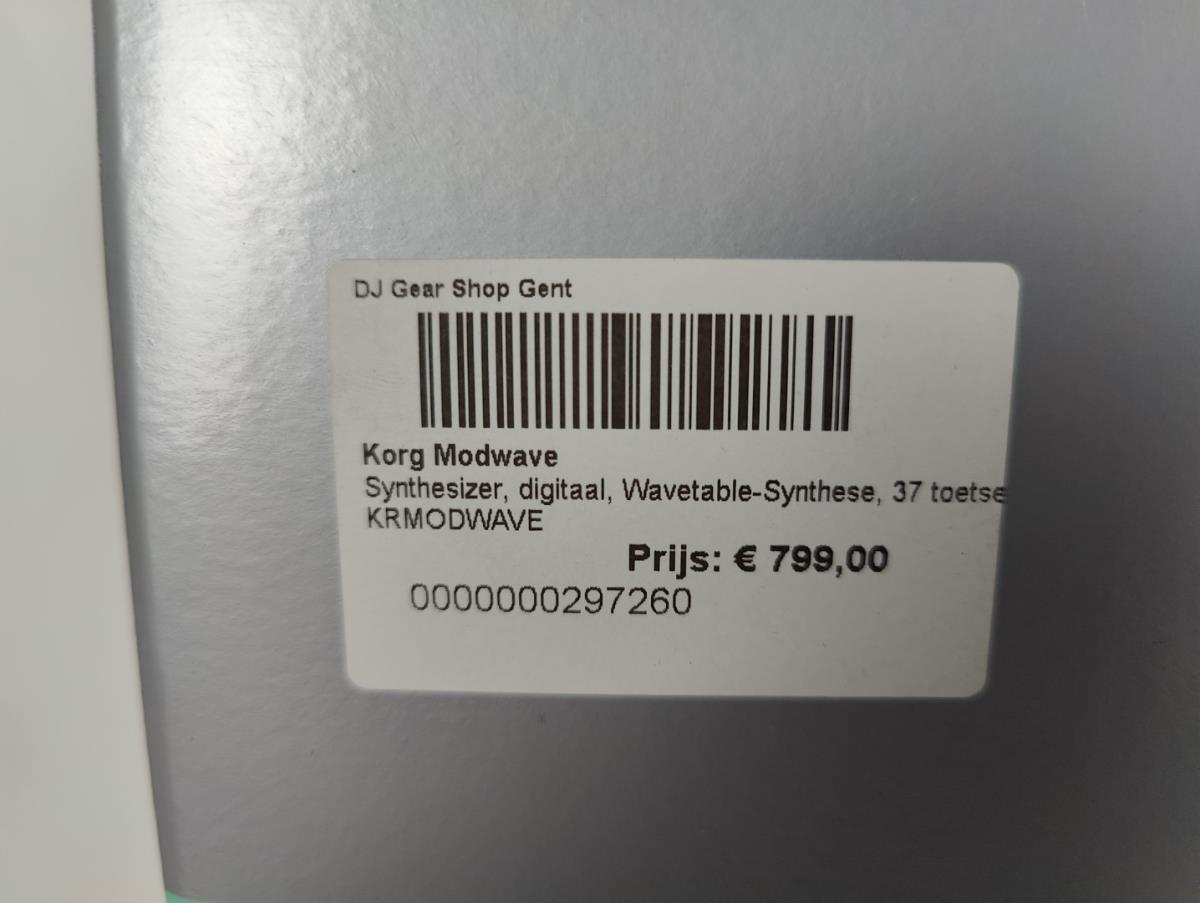 DJ Gear Shop Gent
Korg Modwave
Synthesizer, digitaal, Wavetable-Synthese, 37 toetse
KRMODWAVE
Prijs: € 799,00
0000000297260